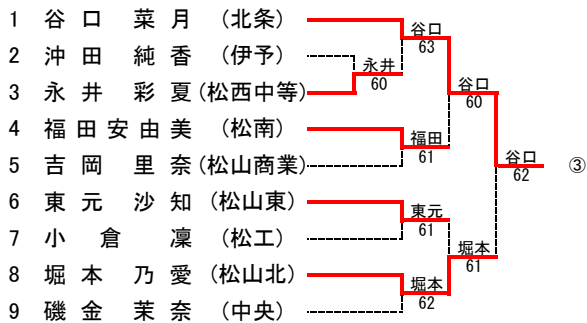 1 谷口 菜月 (北条)
2 沖田 純香 (伊予)
3 永井 彩夏 (松西中等)
4 福田安由美 (松南)
5 吉岡 里奈 (松山商業)
6 東元 沙知 (松山東)
7 小倉 凜 (松工)
8 堀本 乃愛 (松山北)
9 磯金 茉奈 (中央)
谷口
63
永井
60
福田
61
東元
61
堀本
62
谷口
60
堀本
61
谷口
62
③